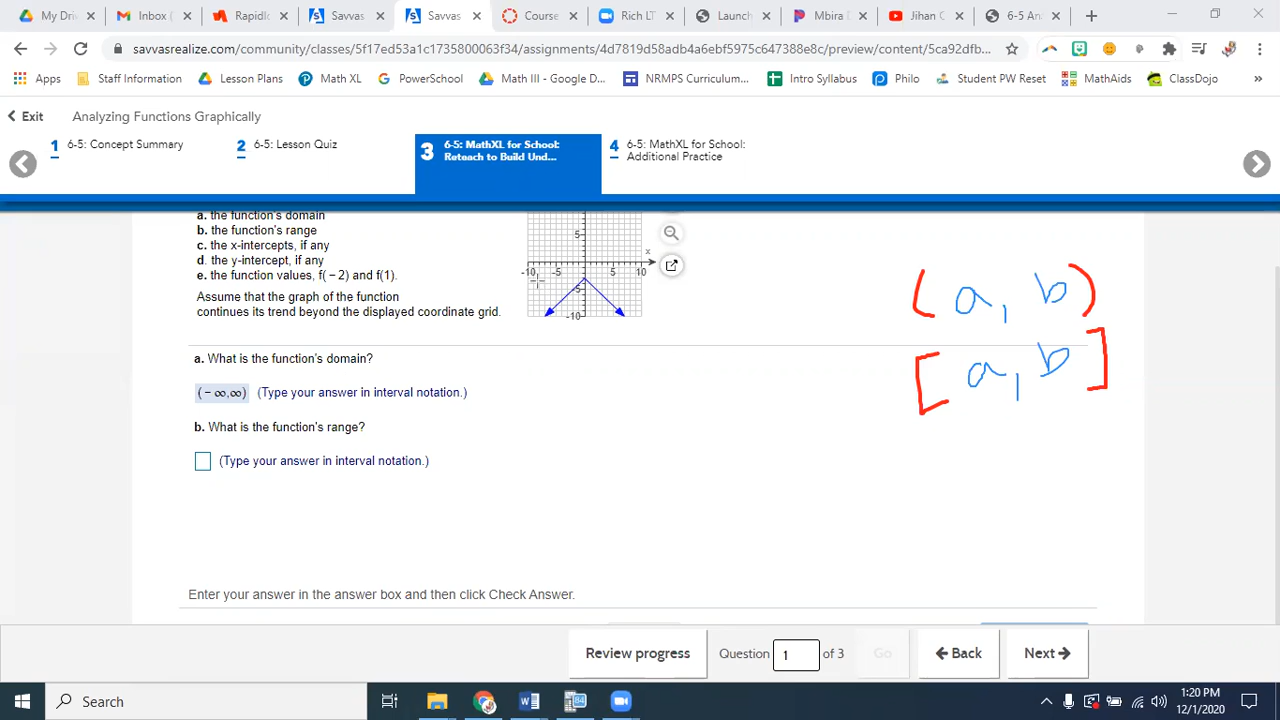 My Dri
Inbox (
Rapidl
Savvas
Savvas
Course
Rich LT
Launch
Mbira D
Jihan C
6-5 An
savvasrealize.com/community/classes/5f17ed53a1c1735800063f34/assignments/4d7819d58adb4a6ebf5975c647388e8c/preview/content/5ca92dfb...
Apps
Staff Information
Lesson Plans
Math XL
PowerSchool
Math III - Google D...
NRMPS Curriculum...
Intro Syllabus
Philo
Student PW Reset
MathAids
ClassDojo
»
Exit
Analyzing Functions Graphically
1 6-5: Concept Summary
2 6-5: Lesson Quiz
3 6-5: MathXL for School:
Reteach to Build Und...
4 6-5: MathXL for School:
Additional Practice
a. the function's domain
b. the function's range
c. the x-intercepts, if any
d. the y-intercept, if any
e. the function values, f(−2) and f(1).
Assume that the graph of the function
continues its trend beyond the displayed coordinate grid.
5
x
-10 -5 5 10
-5
-10
(a, b)
[a, b]
a. What is the function's domain?
(−∞,∞) (Type your answer in interval notation.)
b. What is the function's range?
(Type your answer in interval notation.)
Enter your answer in the answer box and then click Check Answer.
Review progress
Question 1 of 3
Go
Back
Next
Search
1:20 PM
12/1/2020